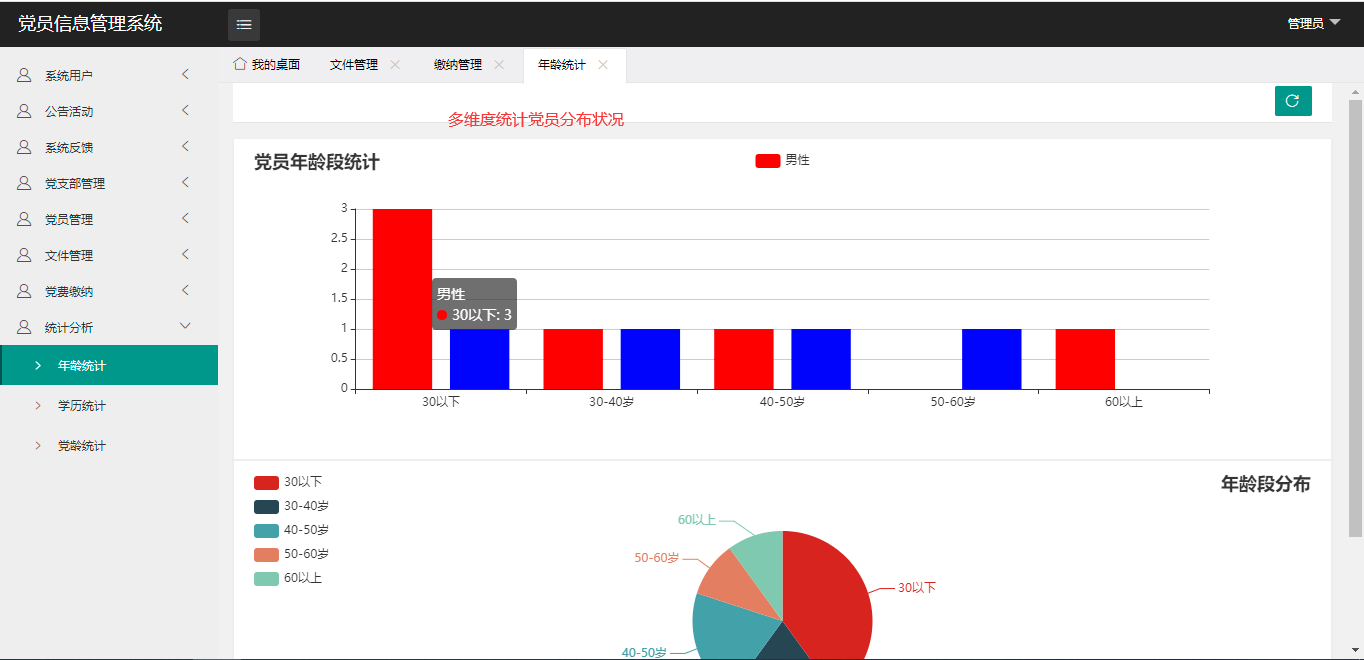 党员信息管理系统
管理员
系统用户
公告活动
系统反馈
党支部管理
党员管理
文件管理
党费缴纳
统计分析
年龄统计
学历统计
党龄统计
我的桌面 文件管理 缴纳管理 年龄统计
多维度统计党员分布状况
党员年龄段统计
男性
3
2.5
2
1.5
1
0.5
0
男性
30以下: 3
30以下 30-40岁 40-50岁 50-60岁 60以上
年龄段分布
30以下
30-40岁
40-50岁
50-60岁
60以上
60以上
50-60岁
30以下
40-50岁